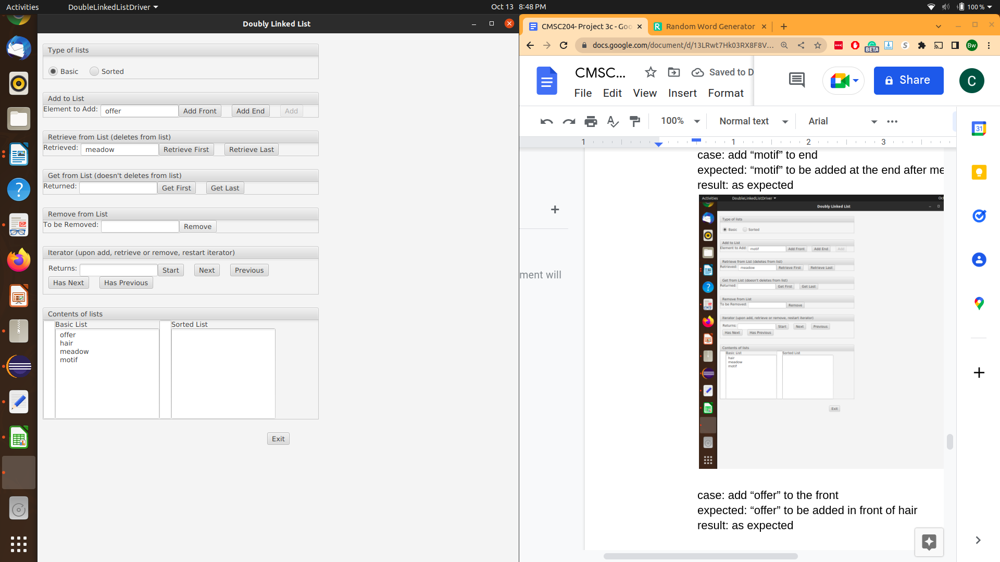 Activities
DoubleLinkedListDriver
Oct 13 8:48 PM
100 %
Doubly Linked List
Type of lists
Basic
Sorted
Add to List
Element to Add:
offer
Add Front
Add End
Add
Retrieve from List (deletes from list)
Retrieved:
meadow
Retrieve First
Retrieve Last
Get from List (doesn't deletes from list)
Returned:
Get First
Get Last
Remove from List
To be Removed:
Remove
Iterator (upon add, retrieve or remove, restart iterator)
Returns:
Start
Next
Previous
Has Next
Has Previous
Contents of lists
Basic List
Sorted List
offer
hair
meadow
motif
Exit
CMSC204- Project 3c - Goo
Random Word Generator
docs.google.com/document/d/13LRwt7Hk03RX8F8V...
BETA
Bw
CMSC...
Saved to D
Share
C
File Edit View Insert Format
100%
Normal text
Arial
1 1 2 3
31
ment will
case: add “motif” to end
expected: “motif” to be added at the end after me
result: as expected
Activities
DoubleLinkedListDriver
Oct
Doubly Linked List
Type of lists
Basic
Sorted
Add to List
Element to Add:
motif
Add Front
Add End
Add
Retrieve from List (deletes from list)
Retrieved:
meadow
Retrieve First
Retrieve Last
Get from List (doesn't deletes from list)
Returned:
Get First
Get Last
Remove from List
To be Removed:
Remove
Iterator (upon add, retrieve or remove, restart iterator)
Returns:
Start
Next
Previous
Has Next
Has Previous
Contents of lists
Basic List
Sorted List
hair
meadow
motif
Exit
case: add “offer” to the front
expected: “offer” to be added in front of hair
result: as expected